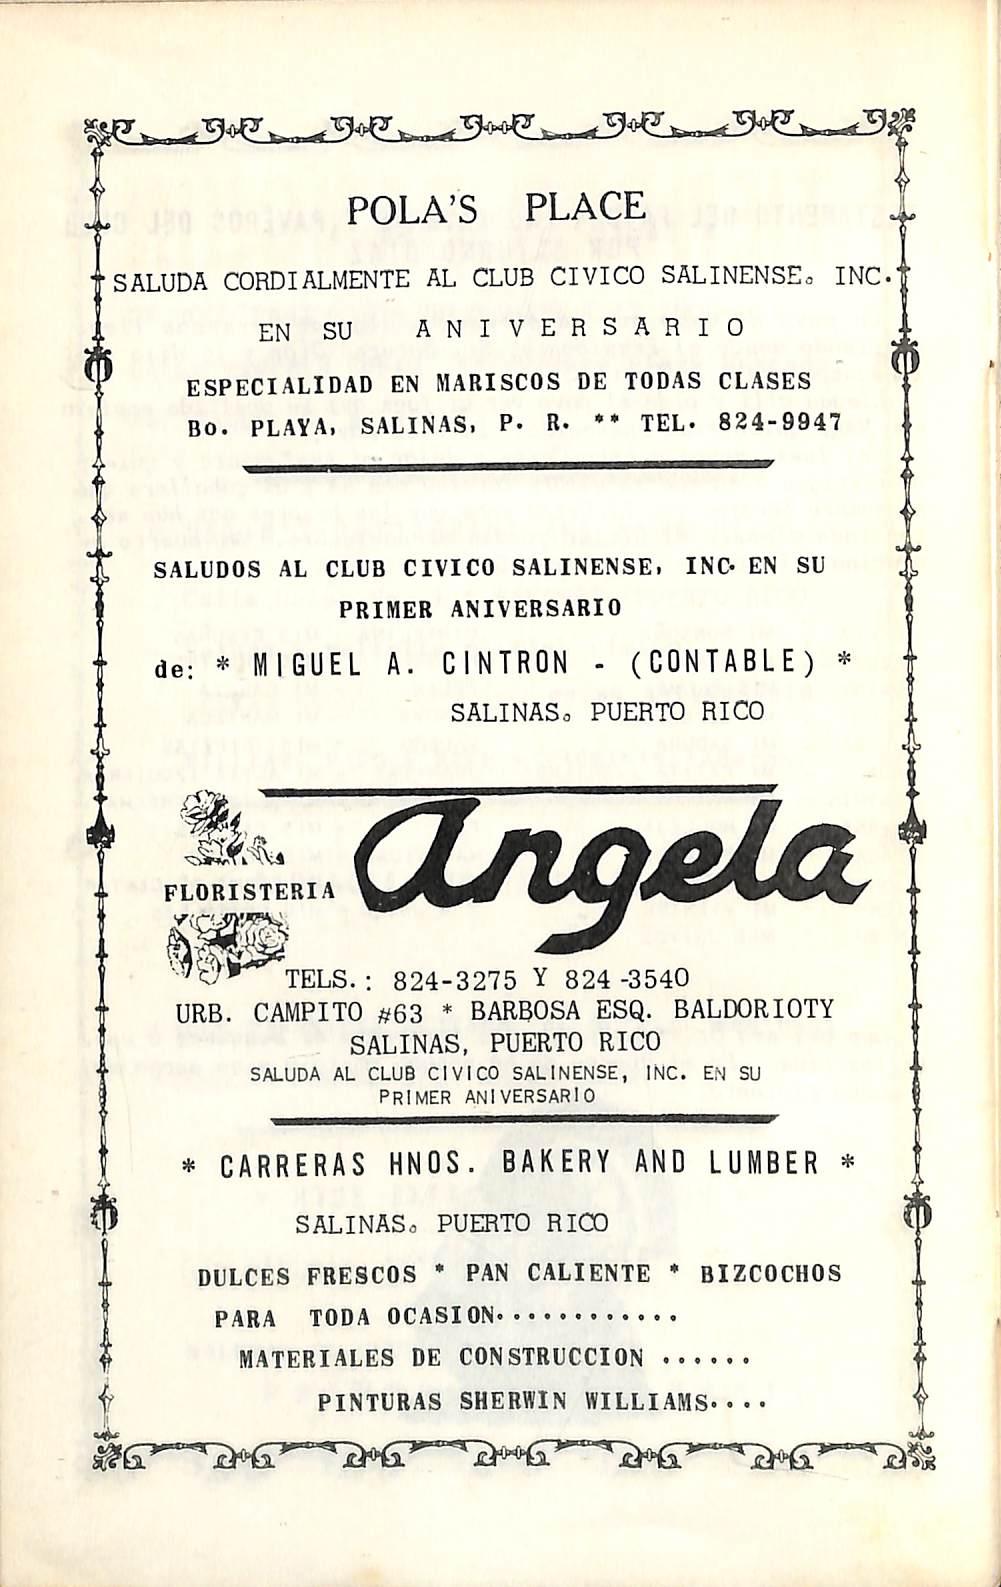 POLA'S PLACE
SALUDA CORDIALMENTE AL CLUB CIVICO SALINENSE. INC.
EN SU ANIVERSARIO
ESPECIALIDAD EN MARISCOS DE TODAS CLASES
Bo. PLAYA, SALINAS, P. R. ** TEL. 824-9947
SALUDOS AL CLUB CIVICO SALINENSE, INC. EN SU
PRIMER ANIVERSARIO
de: * MIGUEL A. CINTRON - (CONTABLE) *
SALINAS. PUERTO RICO
FLORISTERIA Angela
TELS.: 824-3275 Y 824-3540
URB. CAMPITO #63 * BARBOSA ESQ. BALDORIOTY
SALINAS, PUERTO RICO
SALUDA AL CLUB CIVICO SALINENSE, INC. EN SU
PRIMER ANIVERSARIO
* CARRERAS HNOS. BAKERY AND LUMBER *
SALINAS. PUERTO RICO
DULCES FRESCOS * PAN CALIENTE * BIZCOCHOS
PARA TODA OCASION............
MATERIALES DE CONSTRUCCION ......
PINTURAS SHERWIN WILLIAMS....